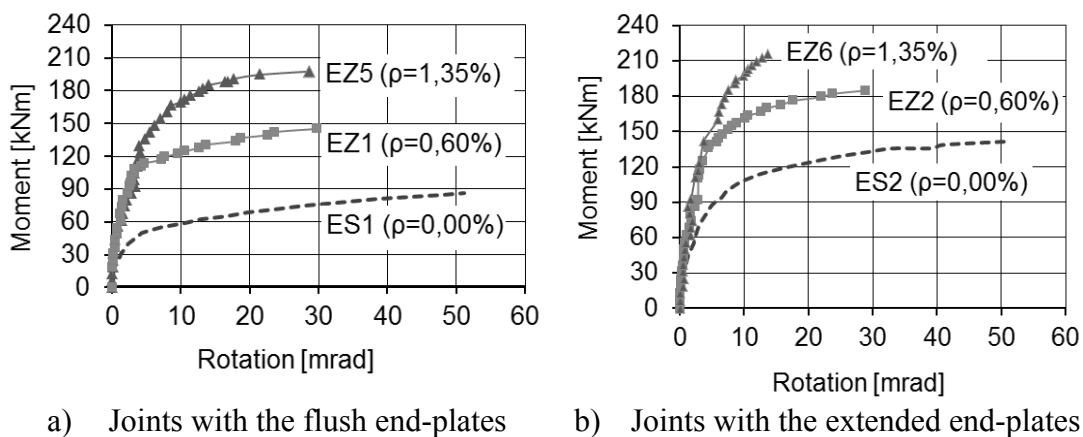 240
210
180
150
120
90
60
30
0
Moment [kNm]
EZ5 (ρ=1,35%)
EZ1 (ρ=0,60%)
ES1 (ρ=0,00%)
0 10 20 30 40 50 60
Rotation [mrad]
a) Joints with the flush end-plates
240
210
180
150
120
90
60
30
0
Moment [kNm]
EZ6 (ρ=1,35%)
EZ2 (ρ=0,60%)
ES2 (ρ=0,00%)
0 10 20 30 40 50 60
Rotation [mrad]
b) Joints with the extended end-plates